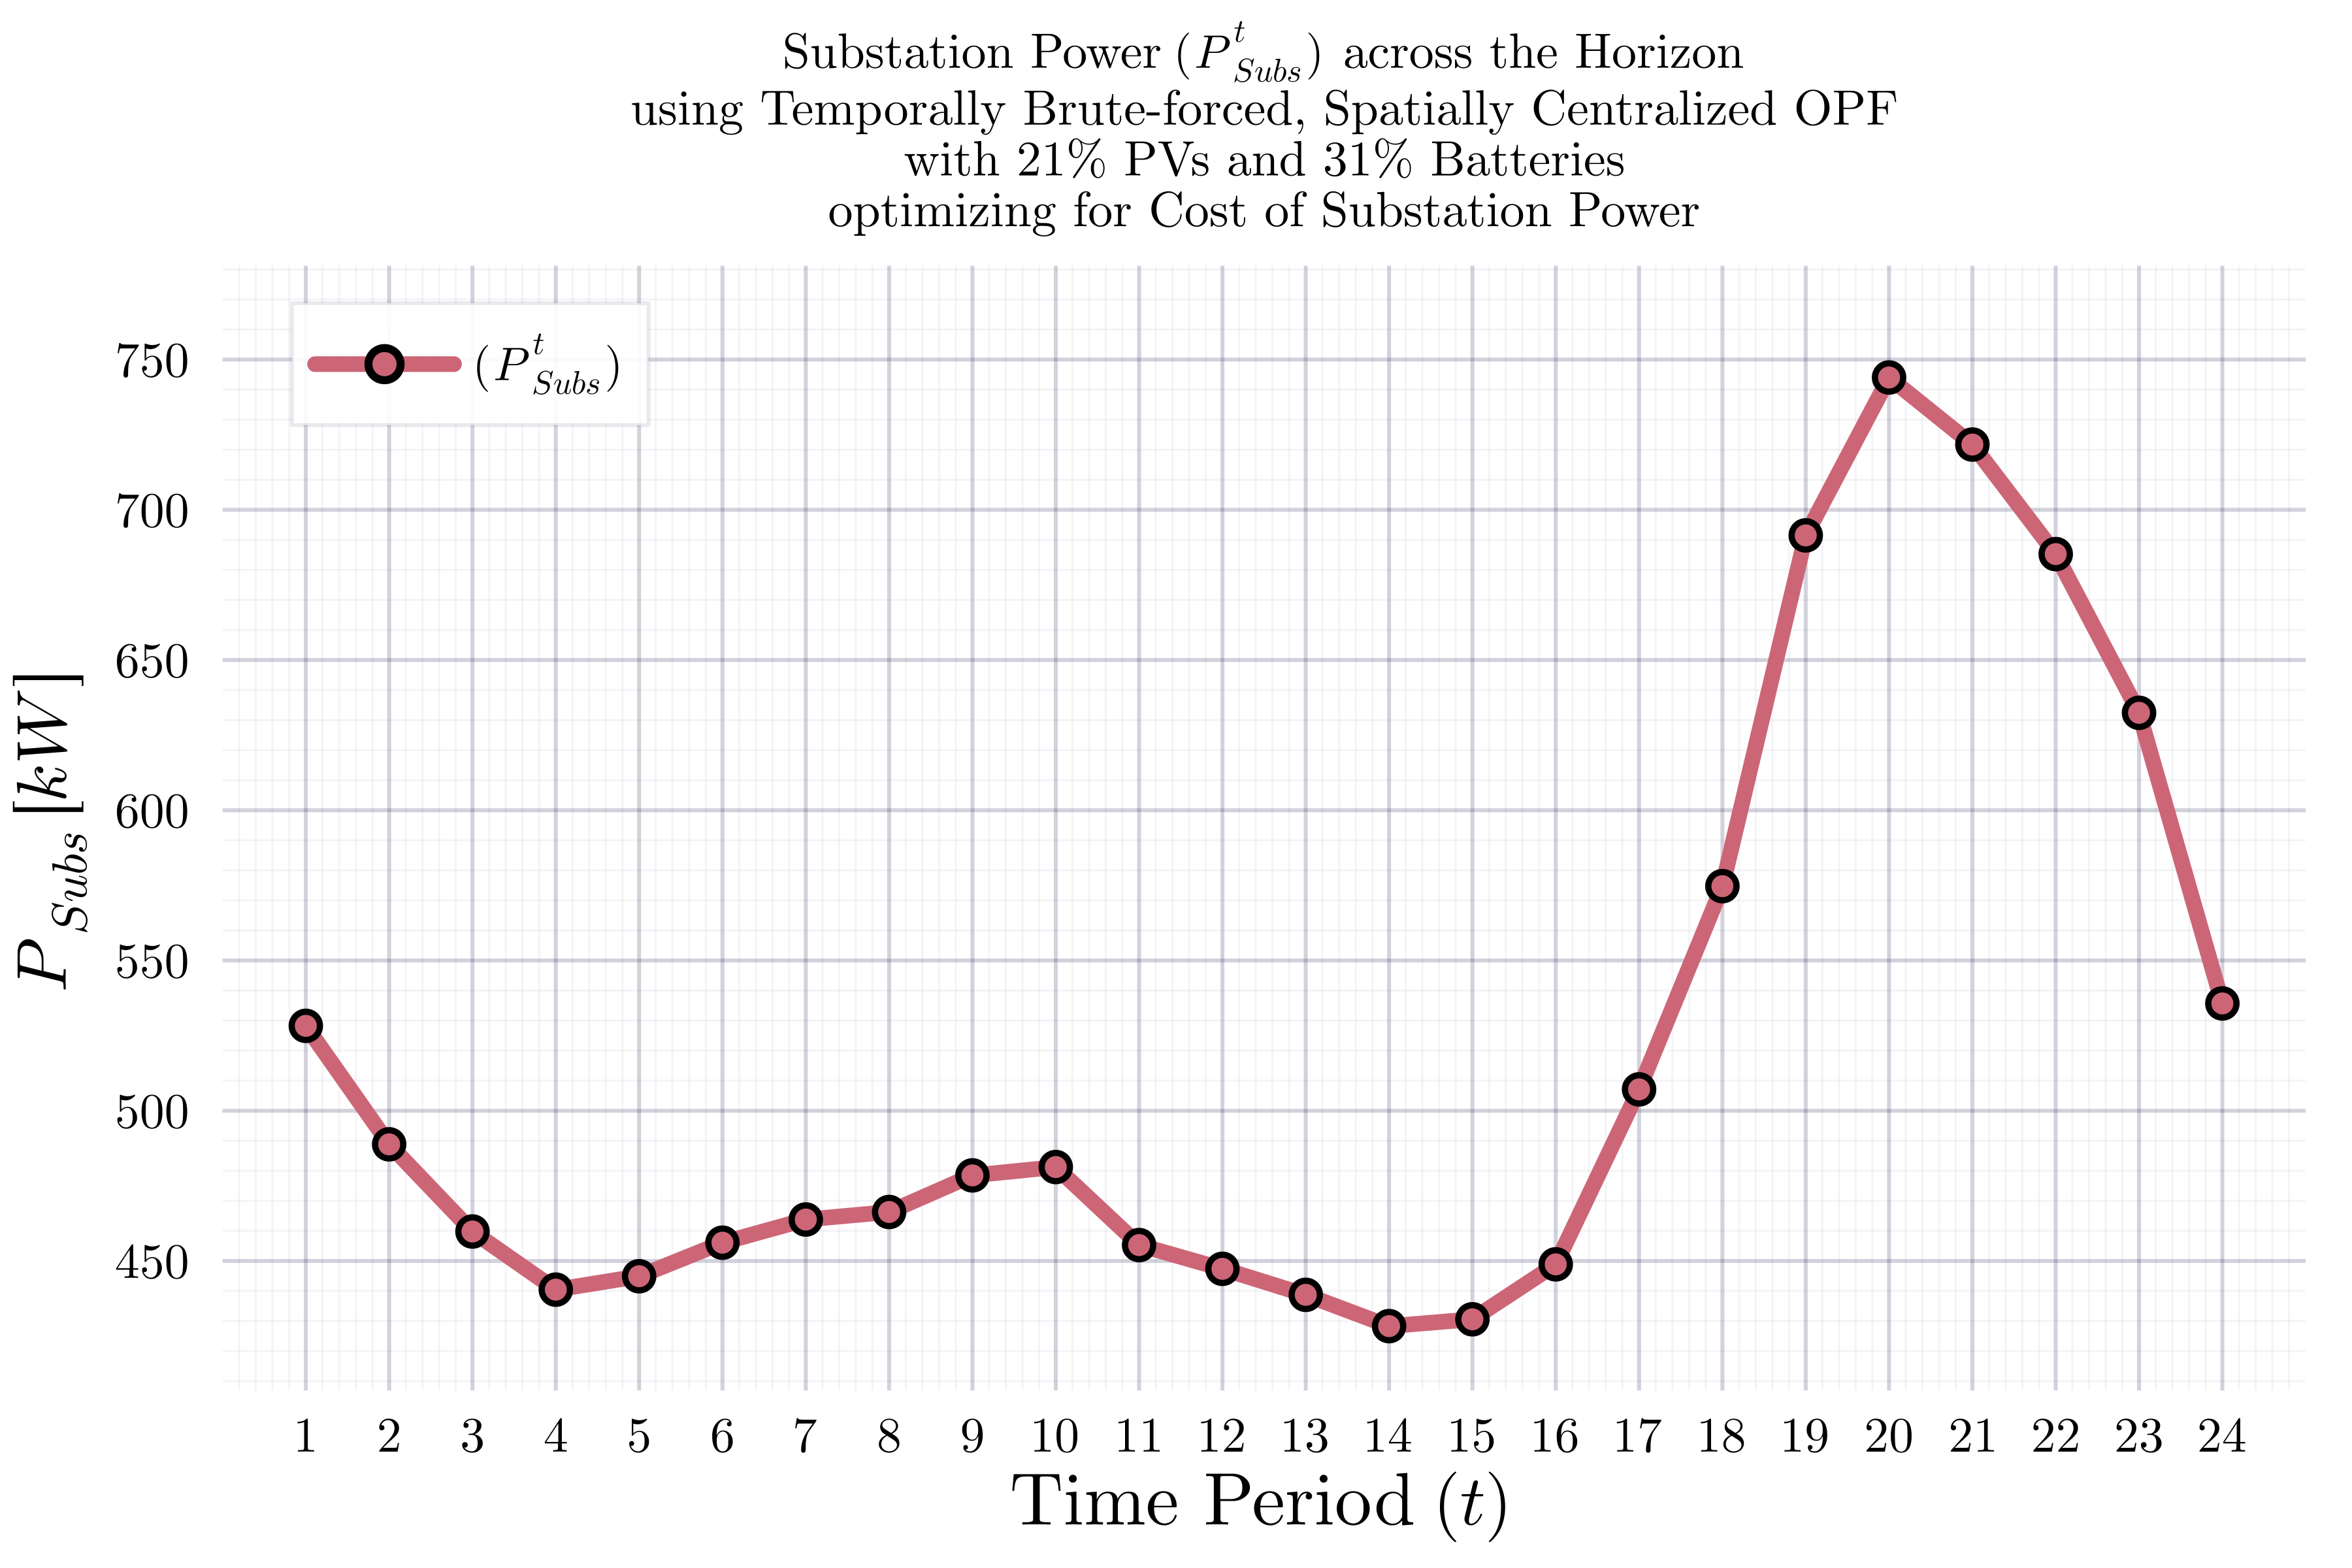 Substation Power (P^t_Subs) across the Horizon
using Temporally Brute-forced, Spatially Centralized OPF
with 21% PVs and 31% Batteries
optimizing for Cost of Substation Power
(P^t_Subs)
750
700
650
600
550
500
450
P_Subs [kW]
1 2 3 4 5 6 7 8 9 10 11 12 13 14 15 16 17 18 19 20 21 22 23 24
Time Period (t)